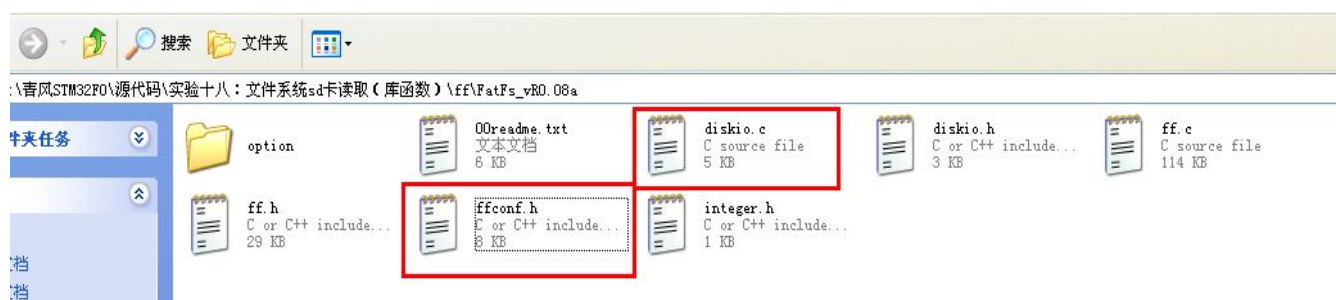 搜索 文件夹
:\青风STM32F0\源代码\实验十八：文件系统sd卡读取(库函数)\ff\FatFs_vR0.08a
件夹任务
option
00readme.txt
文本文档
6 KB
diskio.c
C source file
5 KB
diskio.h
C or C++ include...
3 KB
ff.c
C source file
114 KB
ff.h
C or C++ include...
29 KB
ffconf.h
C or C++ include...
8 KB
integer.h
C or C++ include...
1 KB
文档
文档